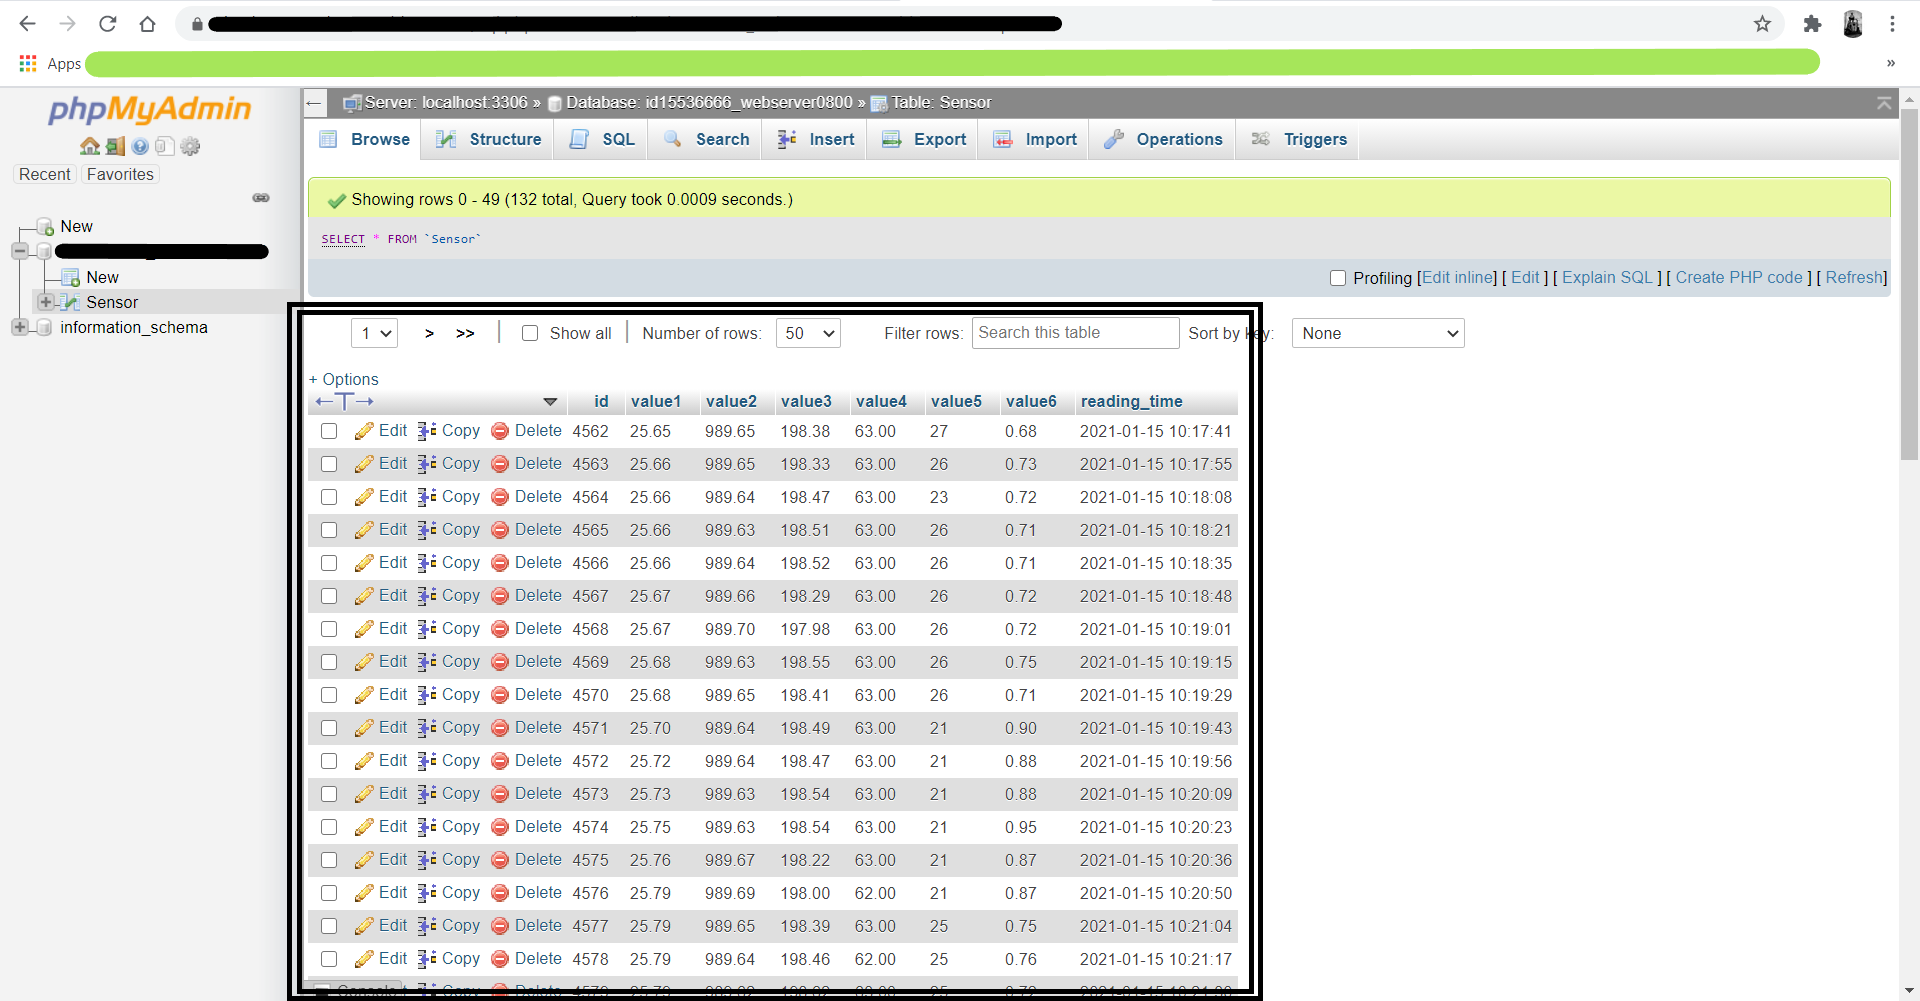 Apps
»
phpMyAdmin
Recent Favorites
New
New
Sensor
information_schema
Server: localhost:3306 » Database: id15536666_webserver0800 » Table: Sensor
Browse Structure SQL Search Insert Export Import Operations Triggers
Showing rows 0 - 49 (132 total, Query took 0.0009 seconds.)
SELECT * FROM `Sensor`
Profiling [Edit inline] [ Edit ] [ Explain SQL ] [ Create PHP code ] [ Refresh]
1 > >> Show all Number of rows: 50 Filter rows: Search this table Sort by key: None
+ Options
←T→ id value1 value2 value3 value4 value5 value6 reading_time
Edit Copy Delete 4562 25.65 989.65 198.38 63.00 27 0.68 2021-01-15 10:17:41
Edit Copy Delete 4563 25.66 989.65 198.33 63.00 26 0.73 2021-01-15 10:17:55
Edit Copy Delete 4564 25.66 989.64 198.47 63.00 23 0.72 2021-01-15 10:18:08
Edit Copy Delete 4565 25.66 989.63 198.51 63.00 26 0.71 2021-01-15 10:18:21
Edit Copy Delete 4566 25.66 989.64 198.52 63.00 26 0.71 2021-01-15 10:18:35
Edit Copy Delete 4567 25.67 989.66 198.29 63.00 26 0.72 2021-01-15 10:18:48
Edit Copy Delete 4568 25.67 989.70 197.98 63.00 26 0.72 2021-01-15 10:19:01
Edit Copy Delete 4569 25.68 989.63 198.55 63.00 26 0.75 2021-01-15 10:19:15
Edit Copy Delete 4570 25.68 989.65 198.41 63.00 26 0.71 2021-01-15 10:19:29
Edit Copy Delete 4571 25.70 989.64 198.49 63.00 21 0.90 2021-01-15 10:19:43
Edit Copy Delete 4572 25.72 989.64 198.47 63.00 21 0.88 2021-01-15 10:19:56
Edit Copy Delete 4573 25.73 989.63 198.54 63.00 21 0.88 2021-01-15 10:20:09
Edit Copy Delete 4574 25.75 989.63 198.54 63.00 21 0.95 2021-01-15 10:20:23
Edit Copy Delete 4575 25.76 989.67 198.22 63.00 21 0.87 2021-01-15 10:20:36
Edit Copy Delete 4576 25.79 989.69 198.00 62.00 21 0.87 2021-01-15 10:20:50
Edit Copy Delete 4577 25.79 989.65 198.39 63.00 25 0.75 2021-01-15 10:21:04
Edit Copy Delete 4578 25.79 989.64 198.46 62.00 25 0.76 2021-01-15 10:21:17